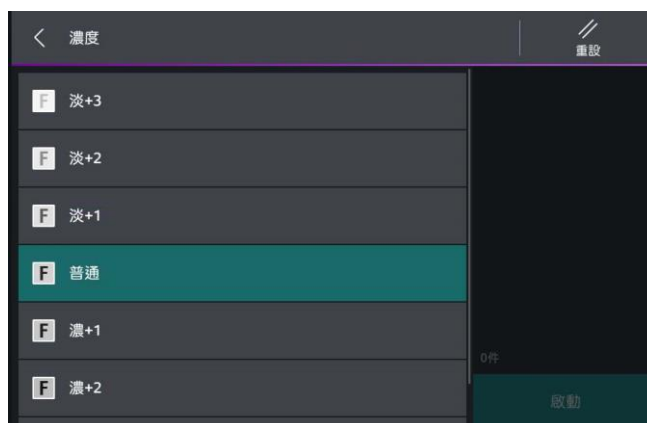 濃度
重設
F 淡+3
F 淡+2
F 淡+1
F 普通
F 濃+1
F 濃+2
0件
啟動